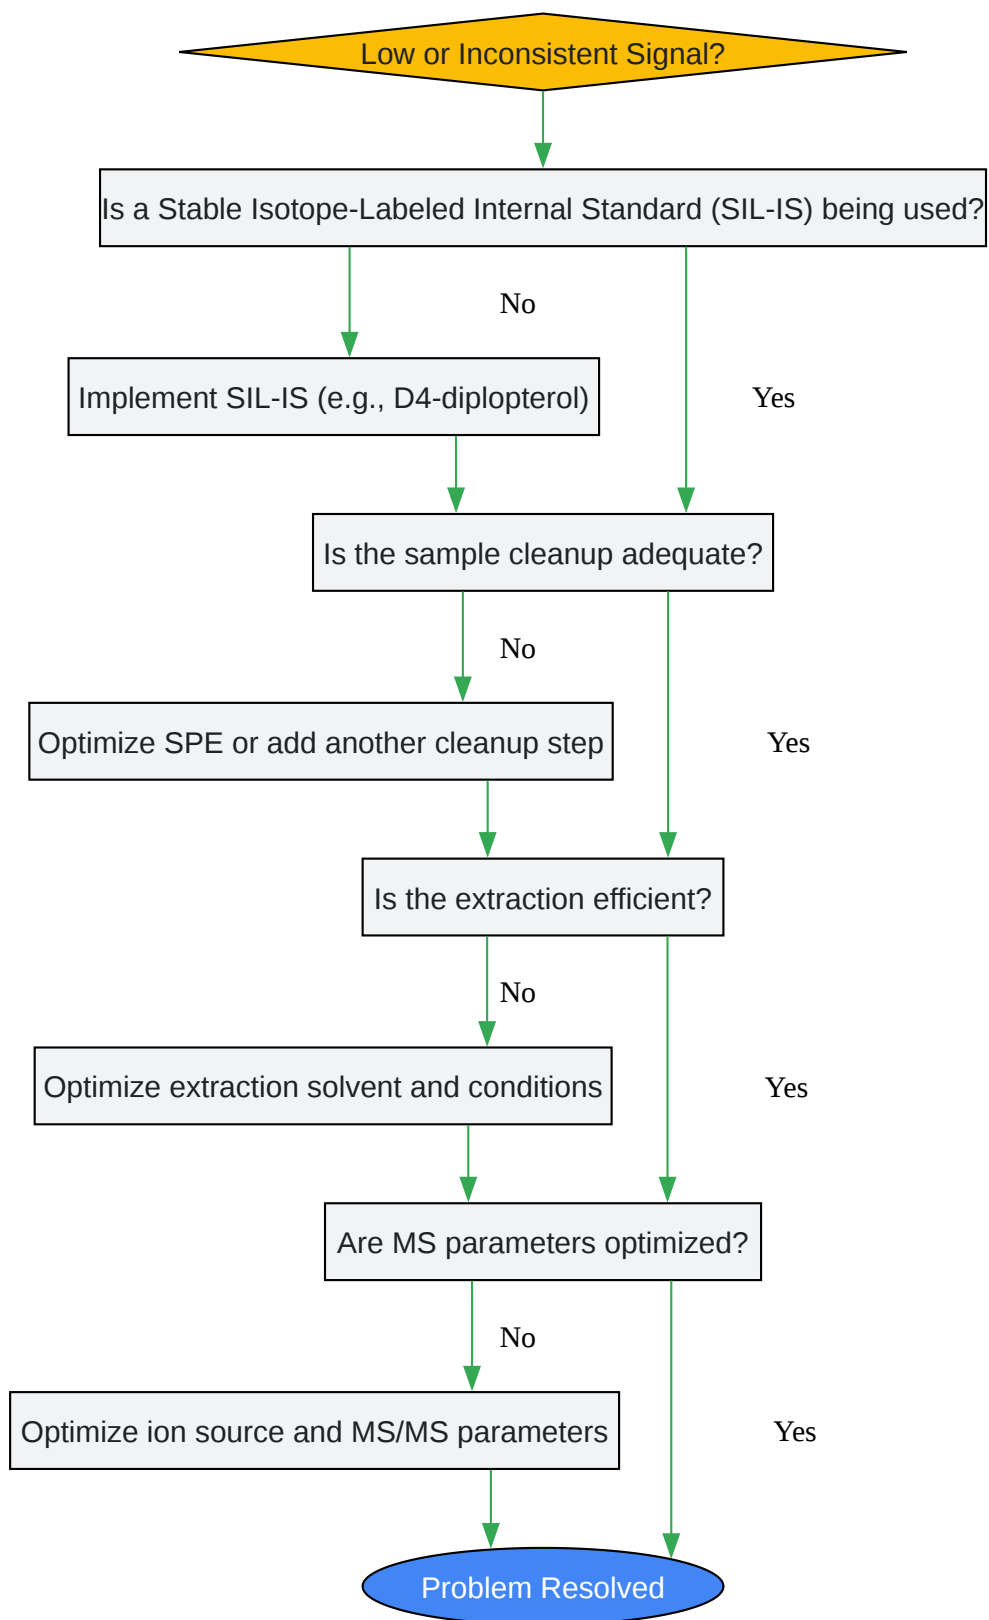 Low or Inconsistent Signal?
Is a Stable Isotope-Labeled Internal Standard (SIL-IS) being used?
No
Implement SIL-IS (e.g., D4-diplopterol)
Yes
Is the sample cleanup adequate?
No
Optimize SPE or add another cleanup step
Yes
Is the extraction efficient?
No
Optimize extraction solvent and conditions
Yes
Are MS parameters optimized?
No
Optimize ion source and MS/MS parameters
Yes
Problem Resolved